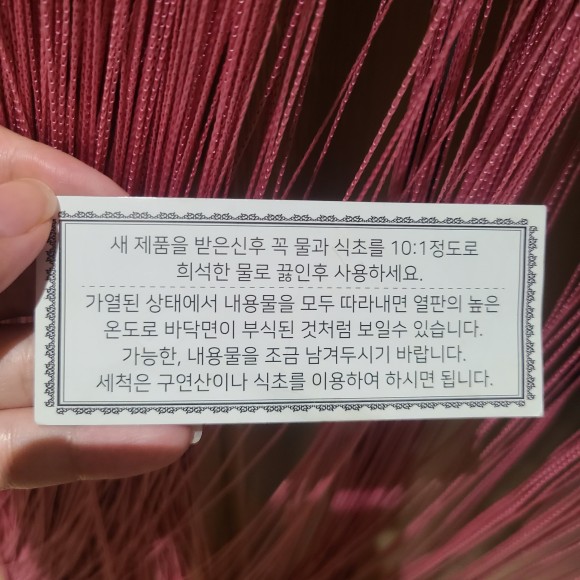 새 제품을 받은신후 꼭 물과 식초를 10:1정도로
희석한 물로 끓인후 사용하세요.
가열된 상태에서 내용물을 모두 따라내면 열판의 높은
온도로 바닥면이 부식된 것처럼 보일수 있습니다.
가능한, 내용물을 조금 남겨두시기 바랍니다.
세척은 구연산이나 식초를 이용하여 하시면 됩니다.